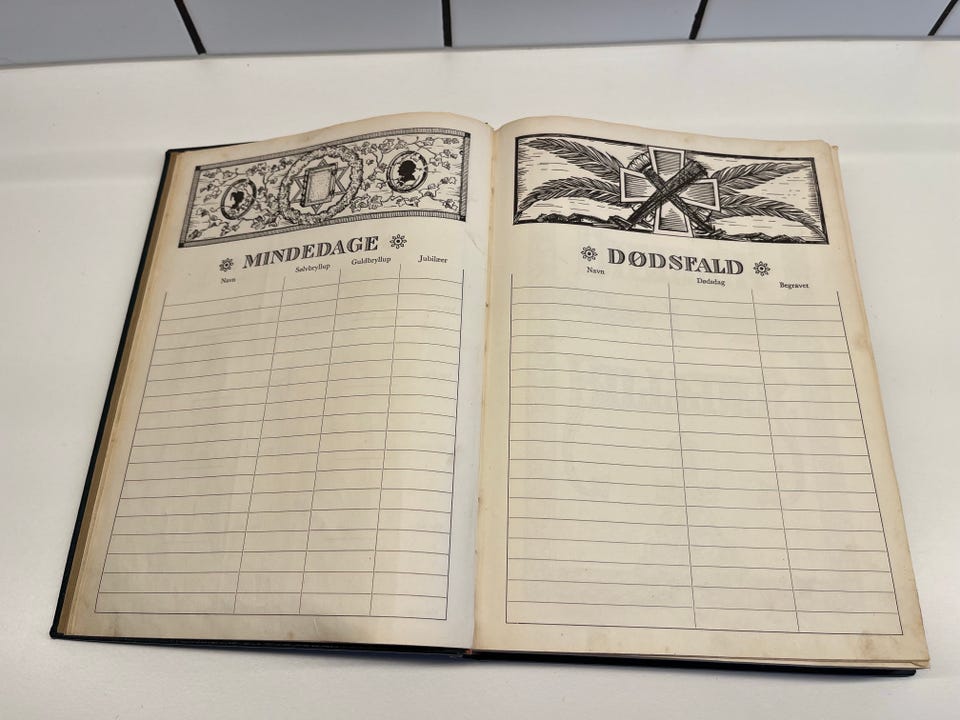 MINDEDAGE
Navn Sølvbryllup Guldbryllup Jubilæer
DØDSFALD
Navn Dødsdag Begravet